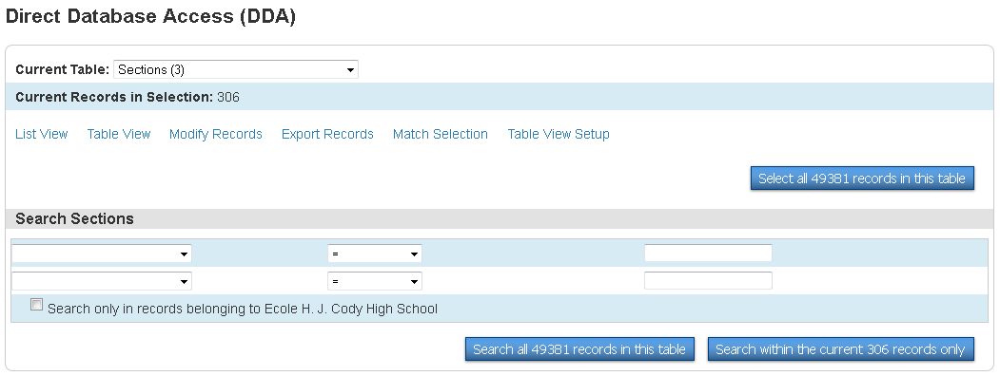 Direct Database Access (DDA)
Current Table: Sections (3)
Current Records in Selection: 306
List View Table View Modify Records Export Records Match Selection Table View Setup
Select all 49381 records in this table
Search Sections
=
=
Search only in records belonging to Ecole H. J. Cody High School
Search all 49381 records in this table Search within the current 306 records only